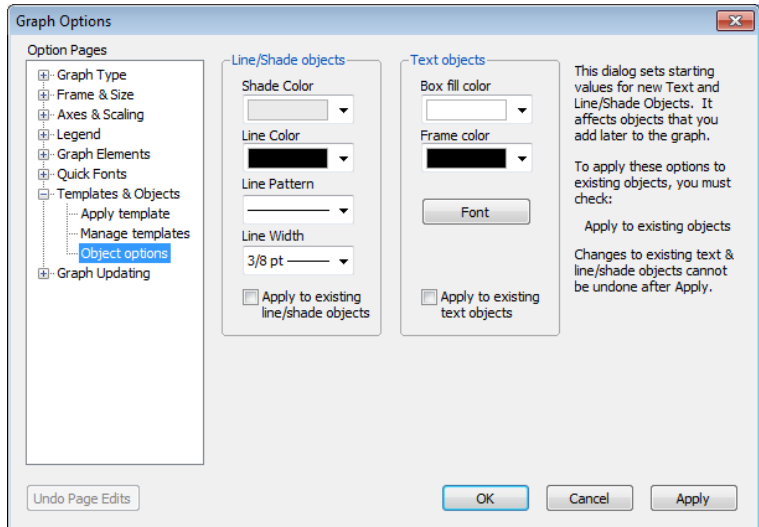 Graph Options
Option Pages
Graph Type
Frame & Size
Axes & Scaling
Legend
Graph Elements
Quick Fonts
Templates & Objects
Apply template
Manage templates
Object options
Graph Updating
Line/Shade objects
Shade Color
Line Color
Line Pattern
Line Width
3/8 pt
Apply to existing
line/shade objects
Text objects
Box fill color
Frame color
Font
Apply to existing
text objects
This dialog sets starting
values for new Text and
Line/Shade Objects.  It
affects objects that you
add later to the graph.
To apply these options to
existing objects, you must
check:
Apply to existing objects
Changes to existing text &
line/shade objects cannot
be undone after Apply.
Undo Page Edits
OK
Cancel
Apply